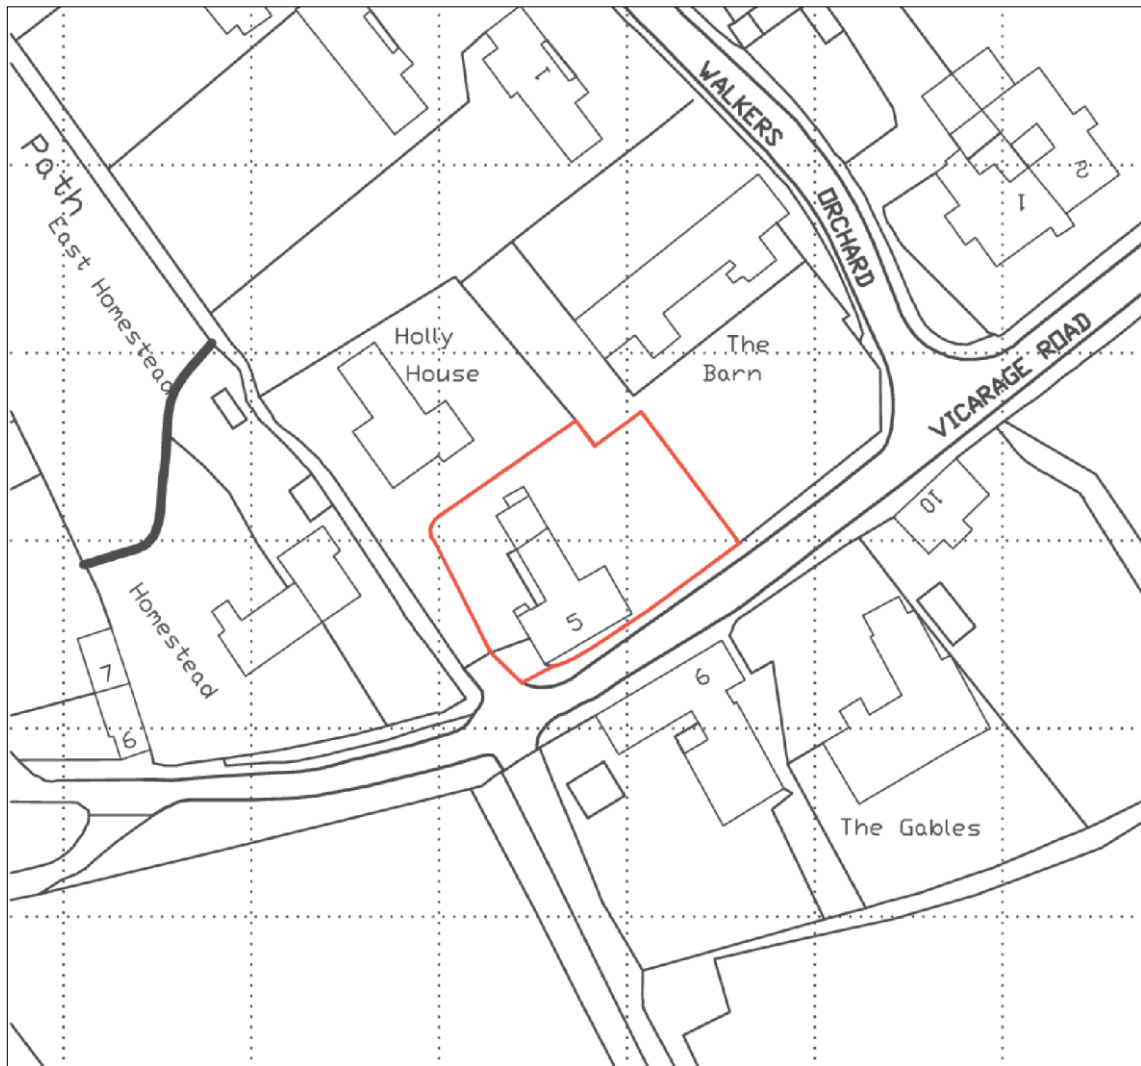 WALKERS
ORCHARD
1
Path
East Homestead
2
1
Holly
House
The
Barn
VICARAGE ROAD
10
Homestead
5
7
6
6
The Gables